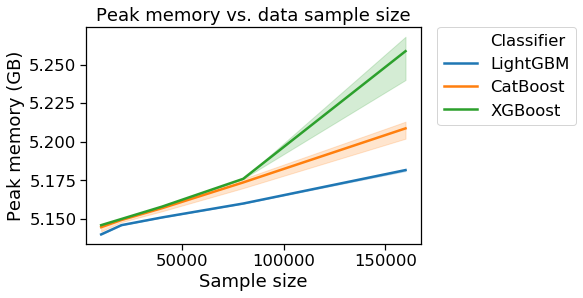 Peak memory vs. data sample size
Peak memory (GB)
5.250
5.225
5.200
5.175
5.150
50000
100000
150000
Sample size
Classifier
LightGBM
CatBoost
XGBoost